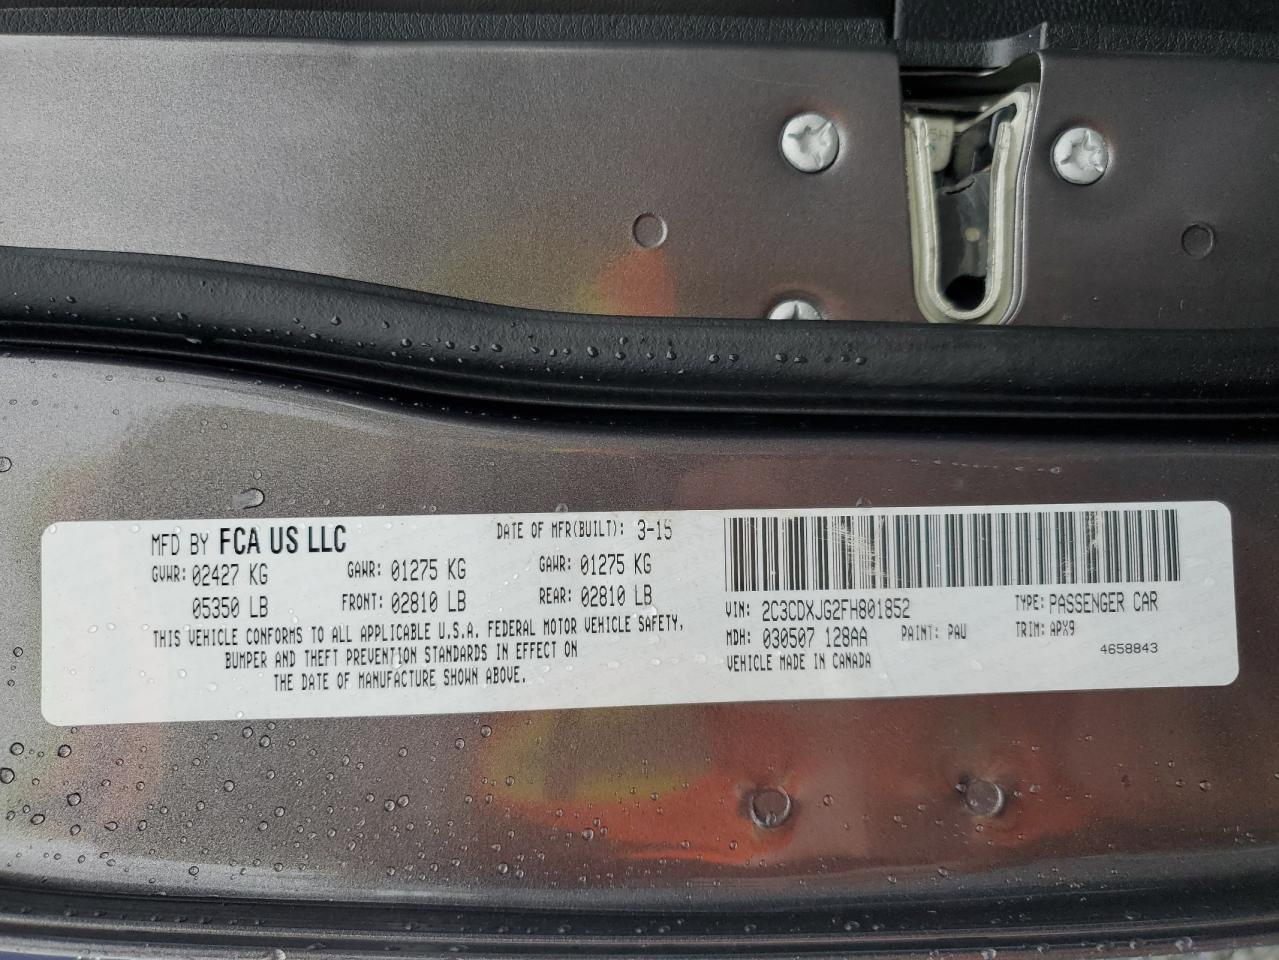 MFD BY FCA US LLC
DATE OF MFR(BUILT): 3-15
GVWR: 02427 KG
05350 LB
GAWR: 01275 KG
FRONT: 02810 LB
GAWR: 01275 KG
REAR: 02810 LB
THIS VEHICLE CONFORMS TO ALL APPLICABLE U.S.A. FEDERAL MOTOR VEHICLE SAFETY,
BUMPER AND THEFT PREVENTION STANDARDS IN EFFECT ON
THE DATE OF MANUFACTURE SHOWN ABOVE.
VIN: 2C3CDXJG2FH801852
TYPE: PASSENGER CAR
MDH: 030507 128AA
PAINT: PAU
TRIM: APX9
VEHICLE MADE IN CANADA
4658843